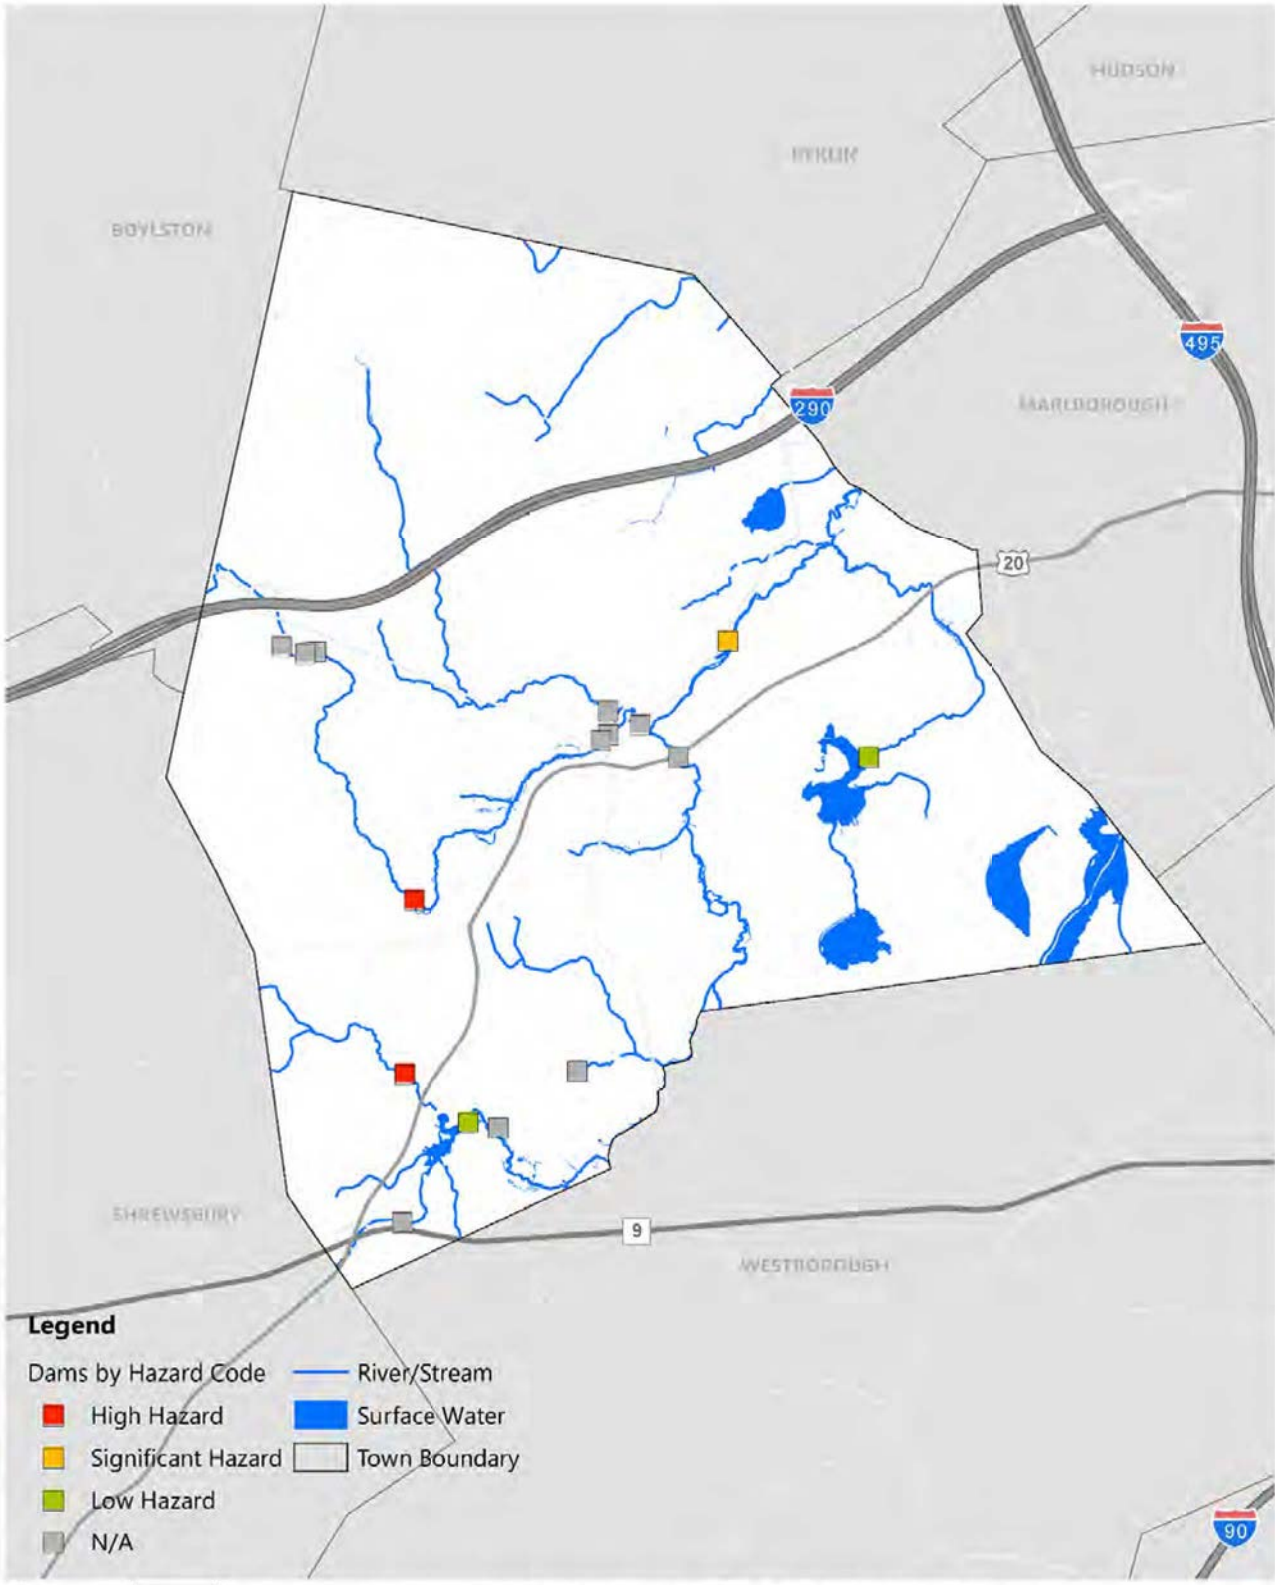 HUDSON
BERLIN
BOYLSTON
495
290
MARLBOROUGH
20
SHREWSBURY
9
WESTBOROUGH
Legend
Dams by Hazard Code
River/Stream
High Hazard
Surface Water
Significant Hazard
Town Boundary
Low Hazard
N/A
90